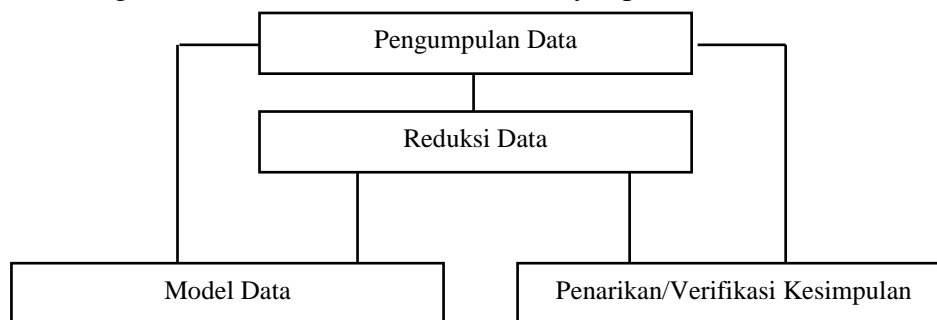 Pengumpulan Data
Reduksi Data
Model Data
Penarikan/Verifikasi Kesimpulan